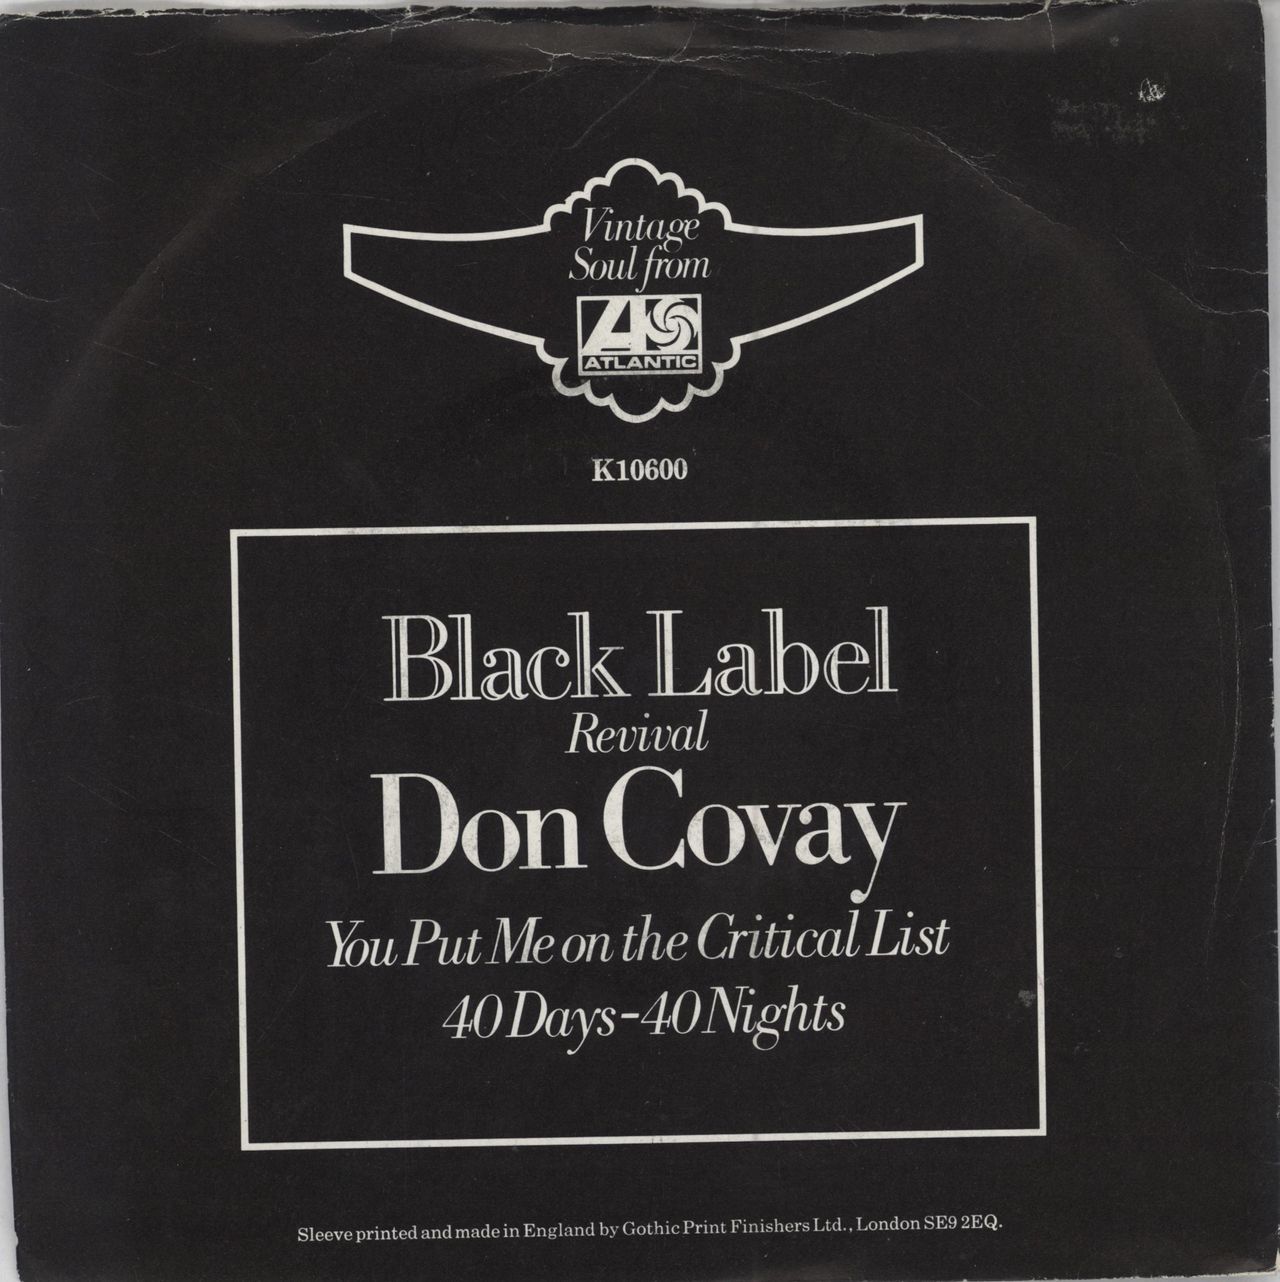 Vintage
Soul from
ATLANTIC
K10600
Black Label
Revival
Don Covay
You Put Me on the Critical List
40 Days-40 Nights
Sleeve printed and made in England by Gothic Print Finishers Ltd., London SE9 2EQ.